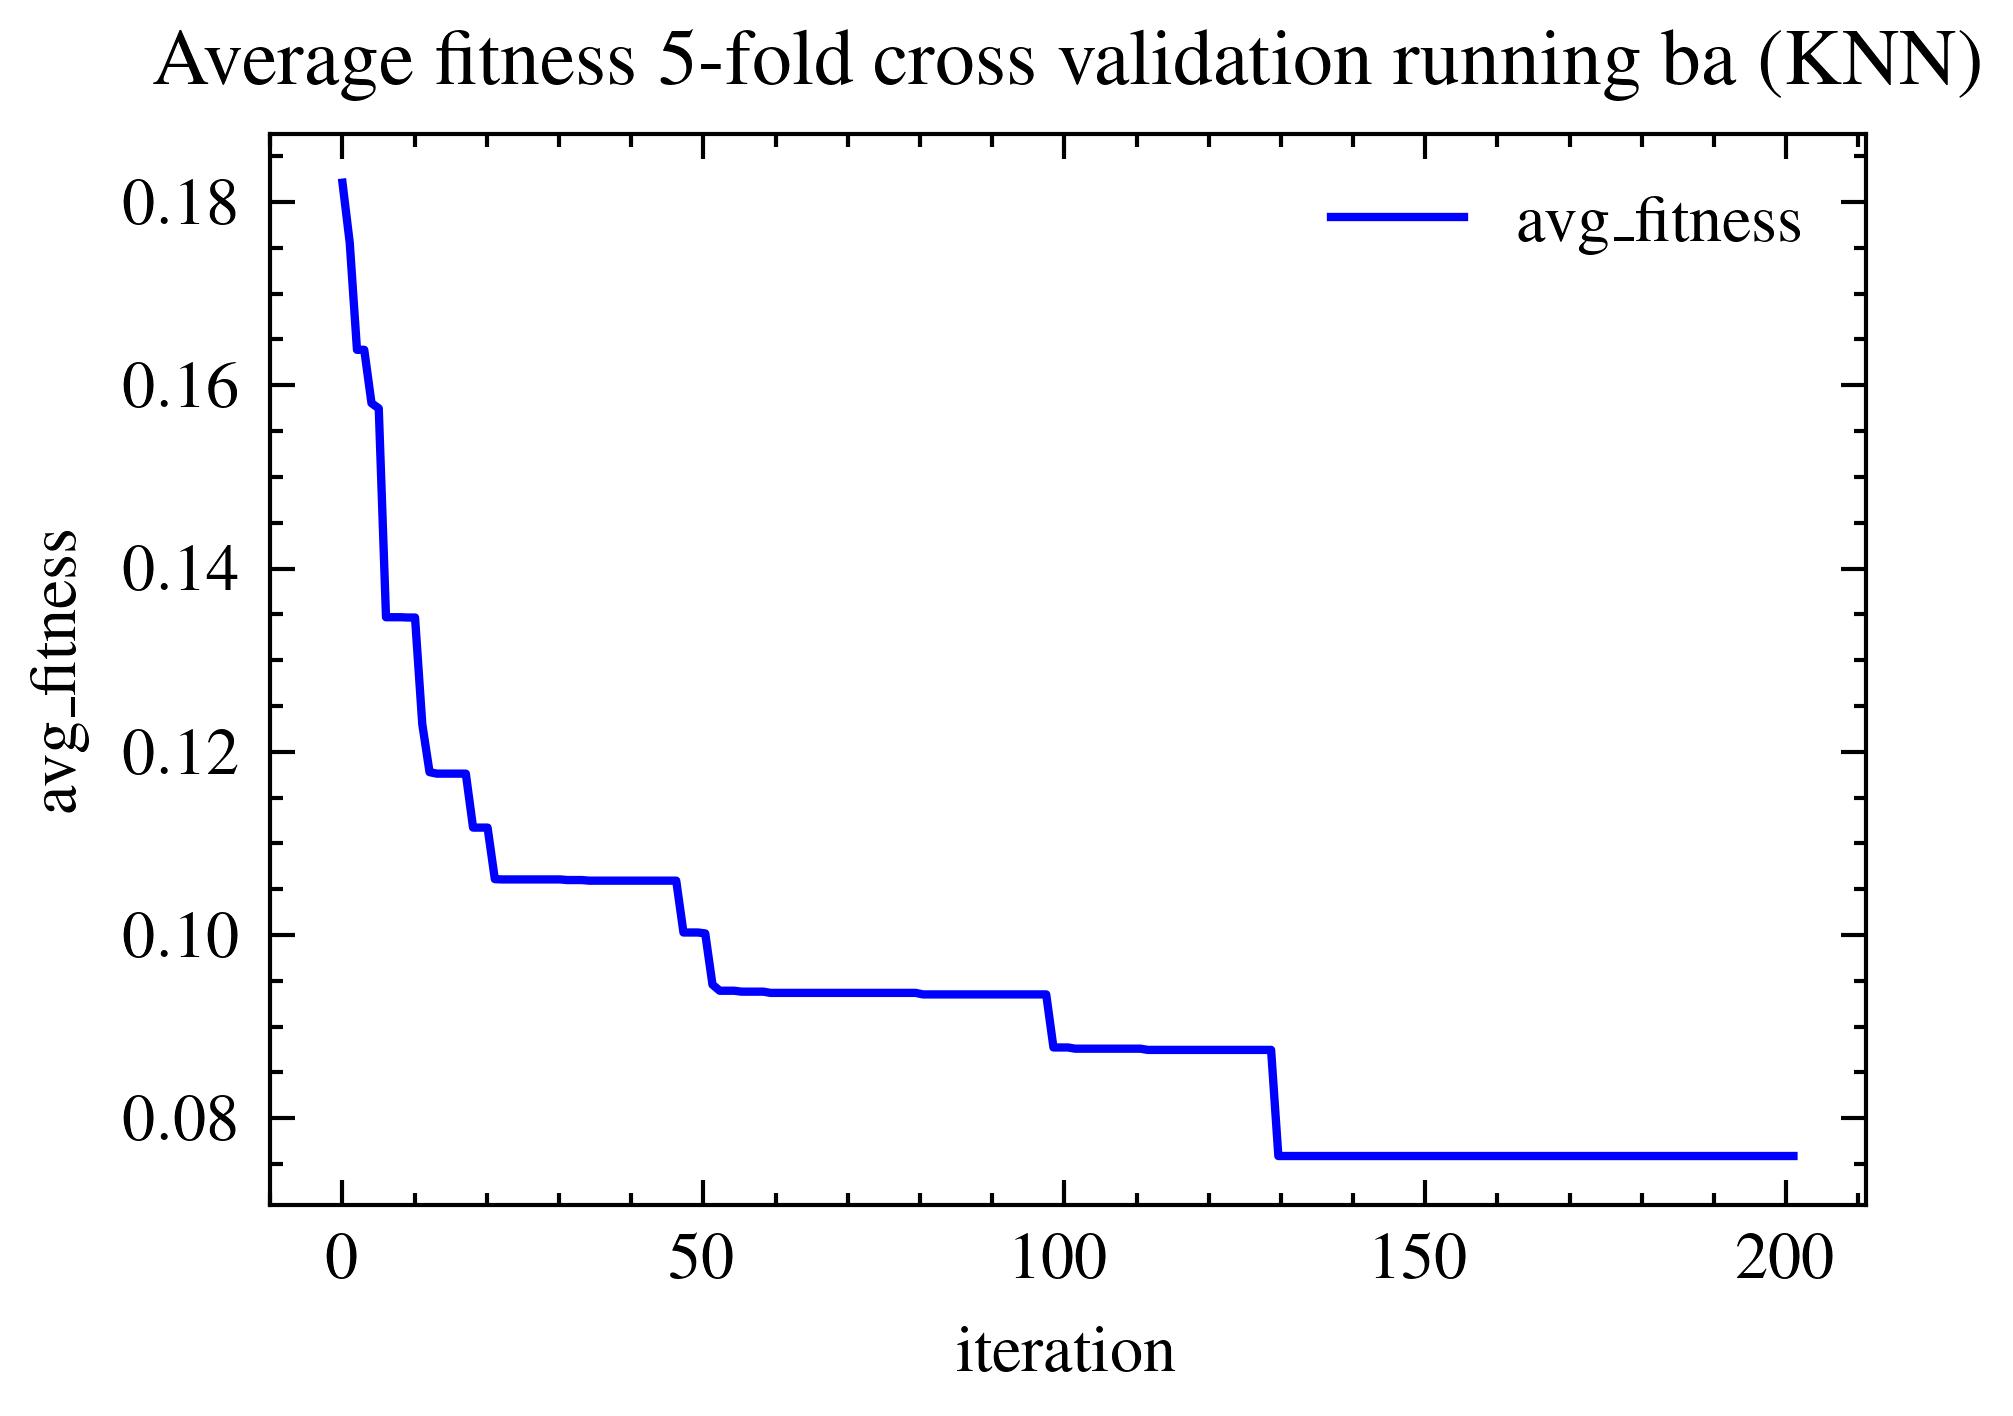 Average fitness 5-fold cross validation running ba (KNN)
avg_fitness
0.18
0.16
0.14
0.12
0.10
0.08
avg_fitness
0 50 100 150 200
iteration